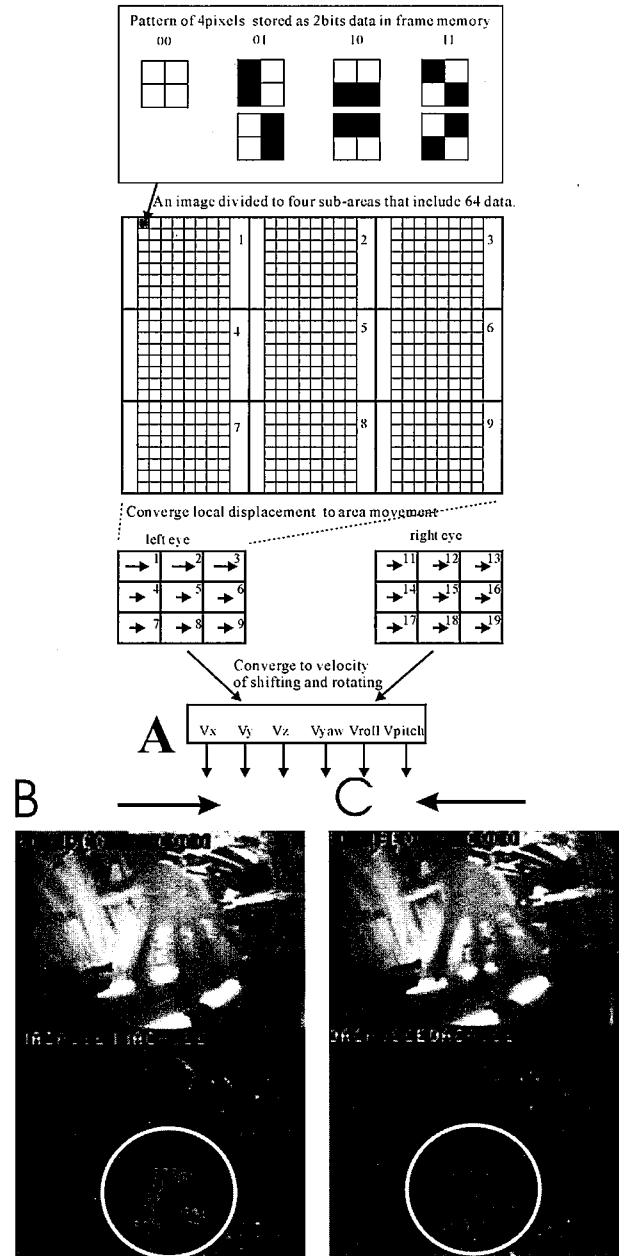 Pattern of 4pixels stored as 2bits data in frame memory
00 01 10 11
An image divided to four sub-areas that include 64 data.
1 2 3
4 5 6
7 8 9
Converge local displacement to area movement
left eye right eye
1 2 3 11 12 13
4 5 6 14 15 16
7 8 9 17 18 19
Converge to velocity
of shifting and rotating
A
Vx Vy Vz Vyaw Vroll Vpitch
B C